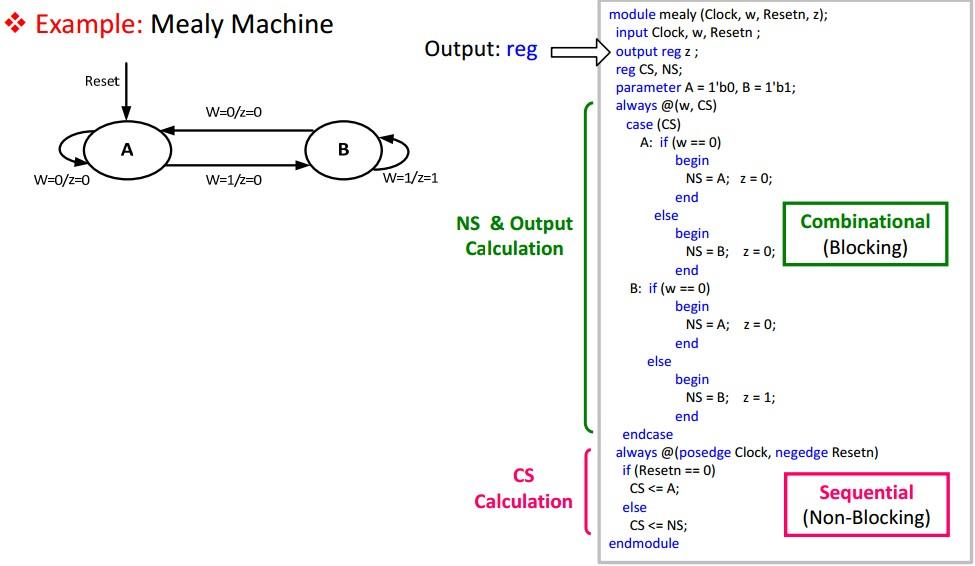 ❖ Example: Mealy Machine
Reset
W=0/z=0
A
B
W=0/z=0
W=1/z=0
W=1/z=1
Output: reg
NS & Output
Calculation
CS
Calculation
module mealy (Clock, w, Resetn, z);
input Clock, w, Resetn ;
output reg z ;
reg CS, NS;
parameter A = 1'b0, B = 1'b1;
always @(w, CS)
case (CS)
A: if (w == 0)
begin
NS = A; z = 0;
end
else
begin
NS = B; z = 0;
end
B: if (w == 0)
begin
NS = A; z = 0;
end
else
begin
NS = B; z = 1;
end
endcase
always @(posedge Clock, negedge Resetn)
if (Resetn == 0)
CS <= A;
else
CS <= NS;
endmodule
Combinational
(Blocking)
Sequential
(Non-Blocking)